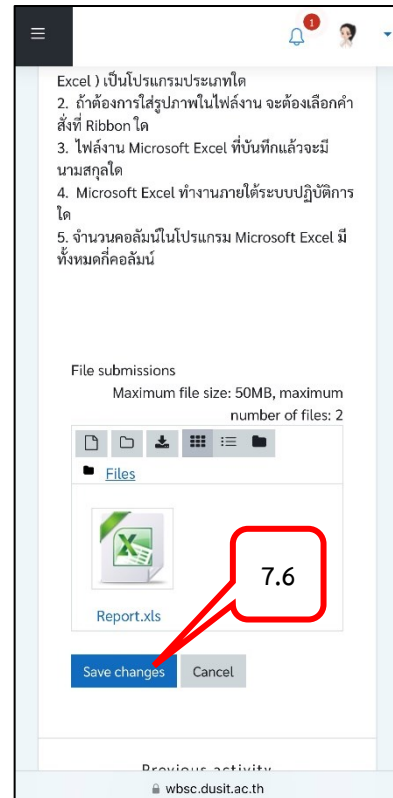 1
Excel ) เป็นโปรแกรมประเภทใด
2. ถ้าต้องการใส่รูปภาพในไฟล์งาน จะต้องเลือกคำ
สั่งที่ Ribbon ใด
3. ไฟล์งาน Microsoft Excel ที่บันทึกแล้วจะมี
นามสกุลใด
4. Microsoft Excel ทำงานภายใต้ระบบปฏิบัติการ
ใด
5. จำนวนคอลัมน์ในโปรแกรม Microsoft Excel มี
ทั้งหมดกี่คอลัมน์
File submissions
Maximum file size: 50MB, maximum
number of files: 2
Files
Report.xls
7.6
Save changes Cancel
Previous activity
wbsc.dusit.ac.th